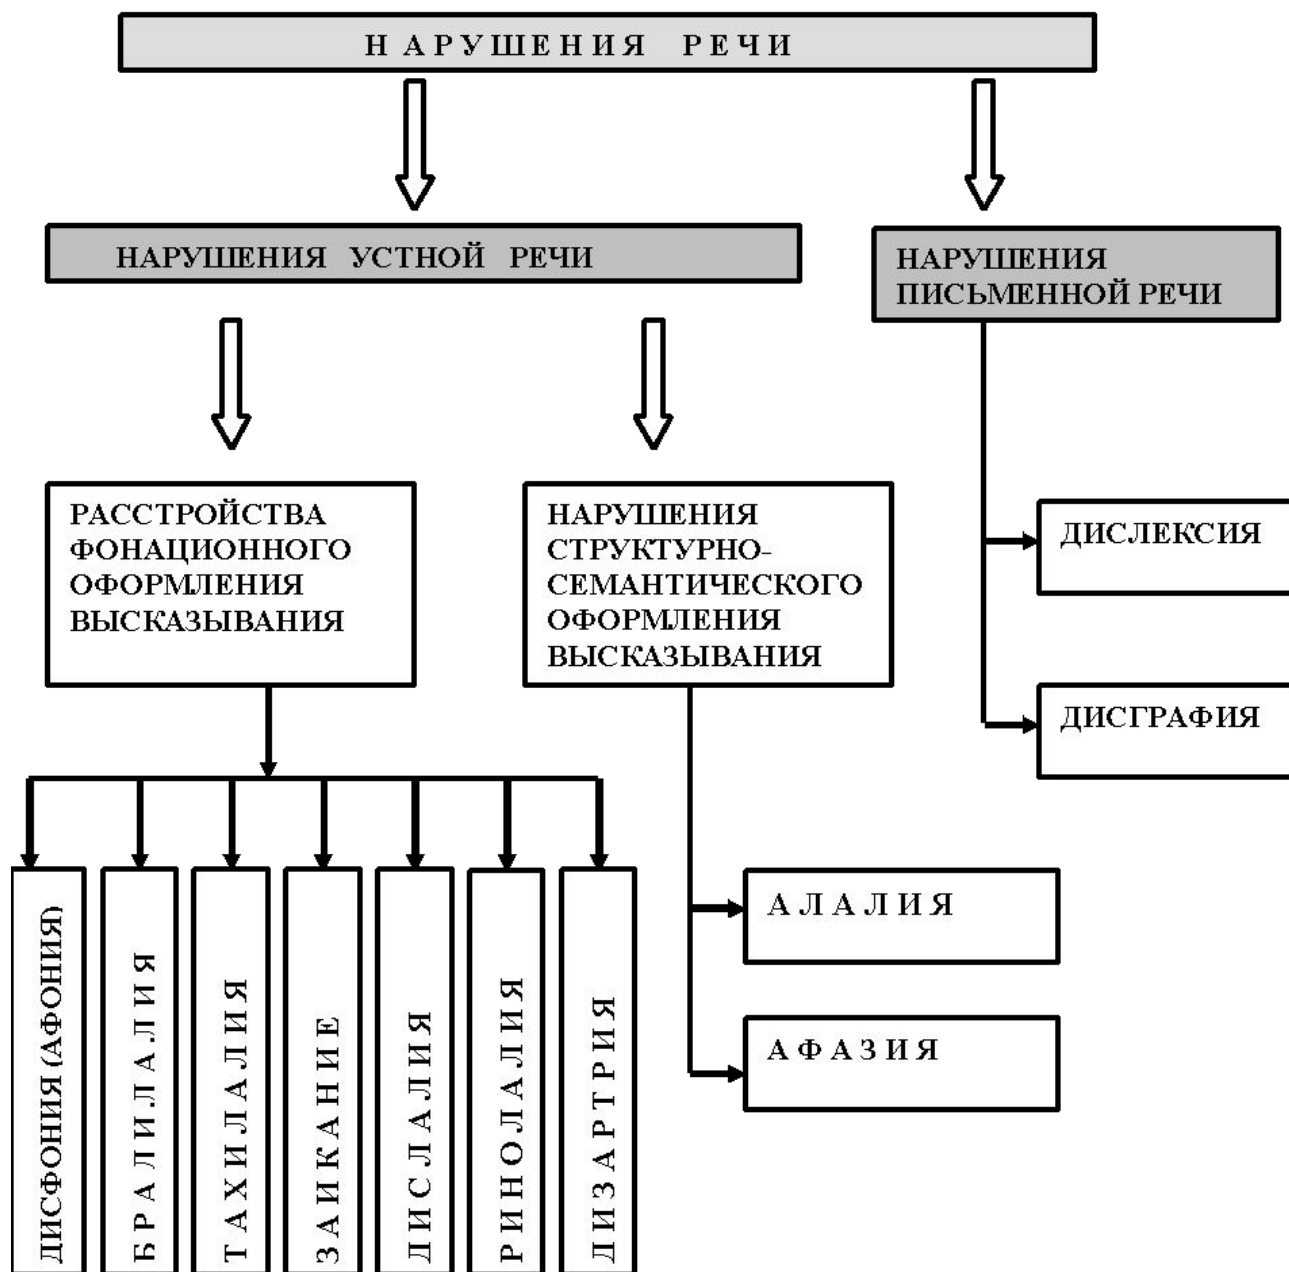 НАРУШЕНИЯ РЕЧИ
НАРУШЕНИЯ УСТНОЙ РЕЧИ
НАРУШЕНИЯ
ПИСЬМЕННОЙ РЕЧИ
РАССТРОЙСТВА
ФОНАЦИОННОГО
ОФОРМЛЕНИЯ
ВЫСКАЗЫВАНИЯ
НАРУШЕНИЯ
СТРУКТУРНО-
СЕМАНТИЧЕСКОГО
ОФОРМЛЕНИЯ
ВЫСКАЗЫВАНИЯ
ДИСЛЕКСИЯ
ДИСГРАФИЯ
ДИСФОНИЯ (АФОНИЯ)
БРАЛИЛАЛИЯ
ТАХИЛАЛИЯ
ЗАИКАНИЕ
ДИСЛАЛИЯ
РИНОЛАЛИЯ
ДИЗАРТРИЯ
АЛАЛИЯ
АФАЗИЯ